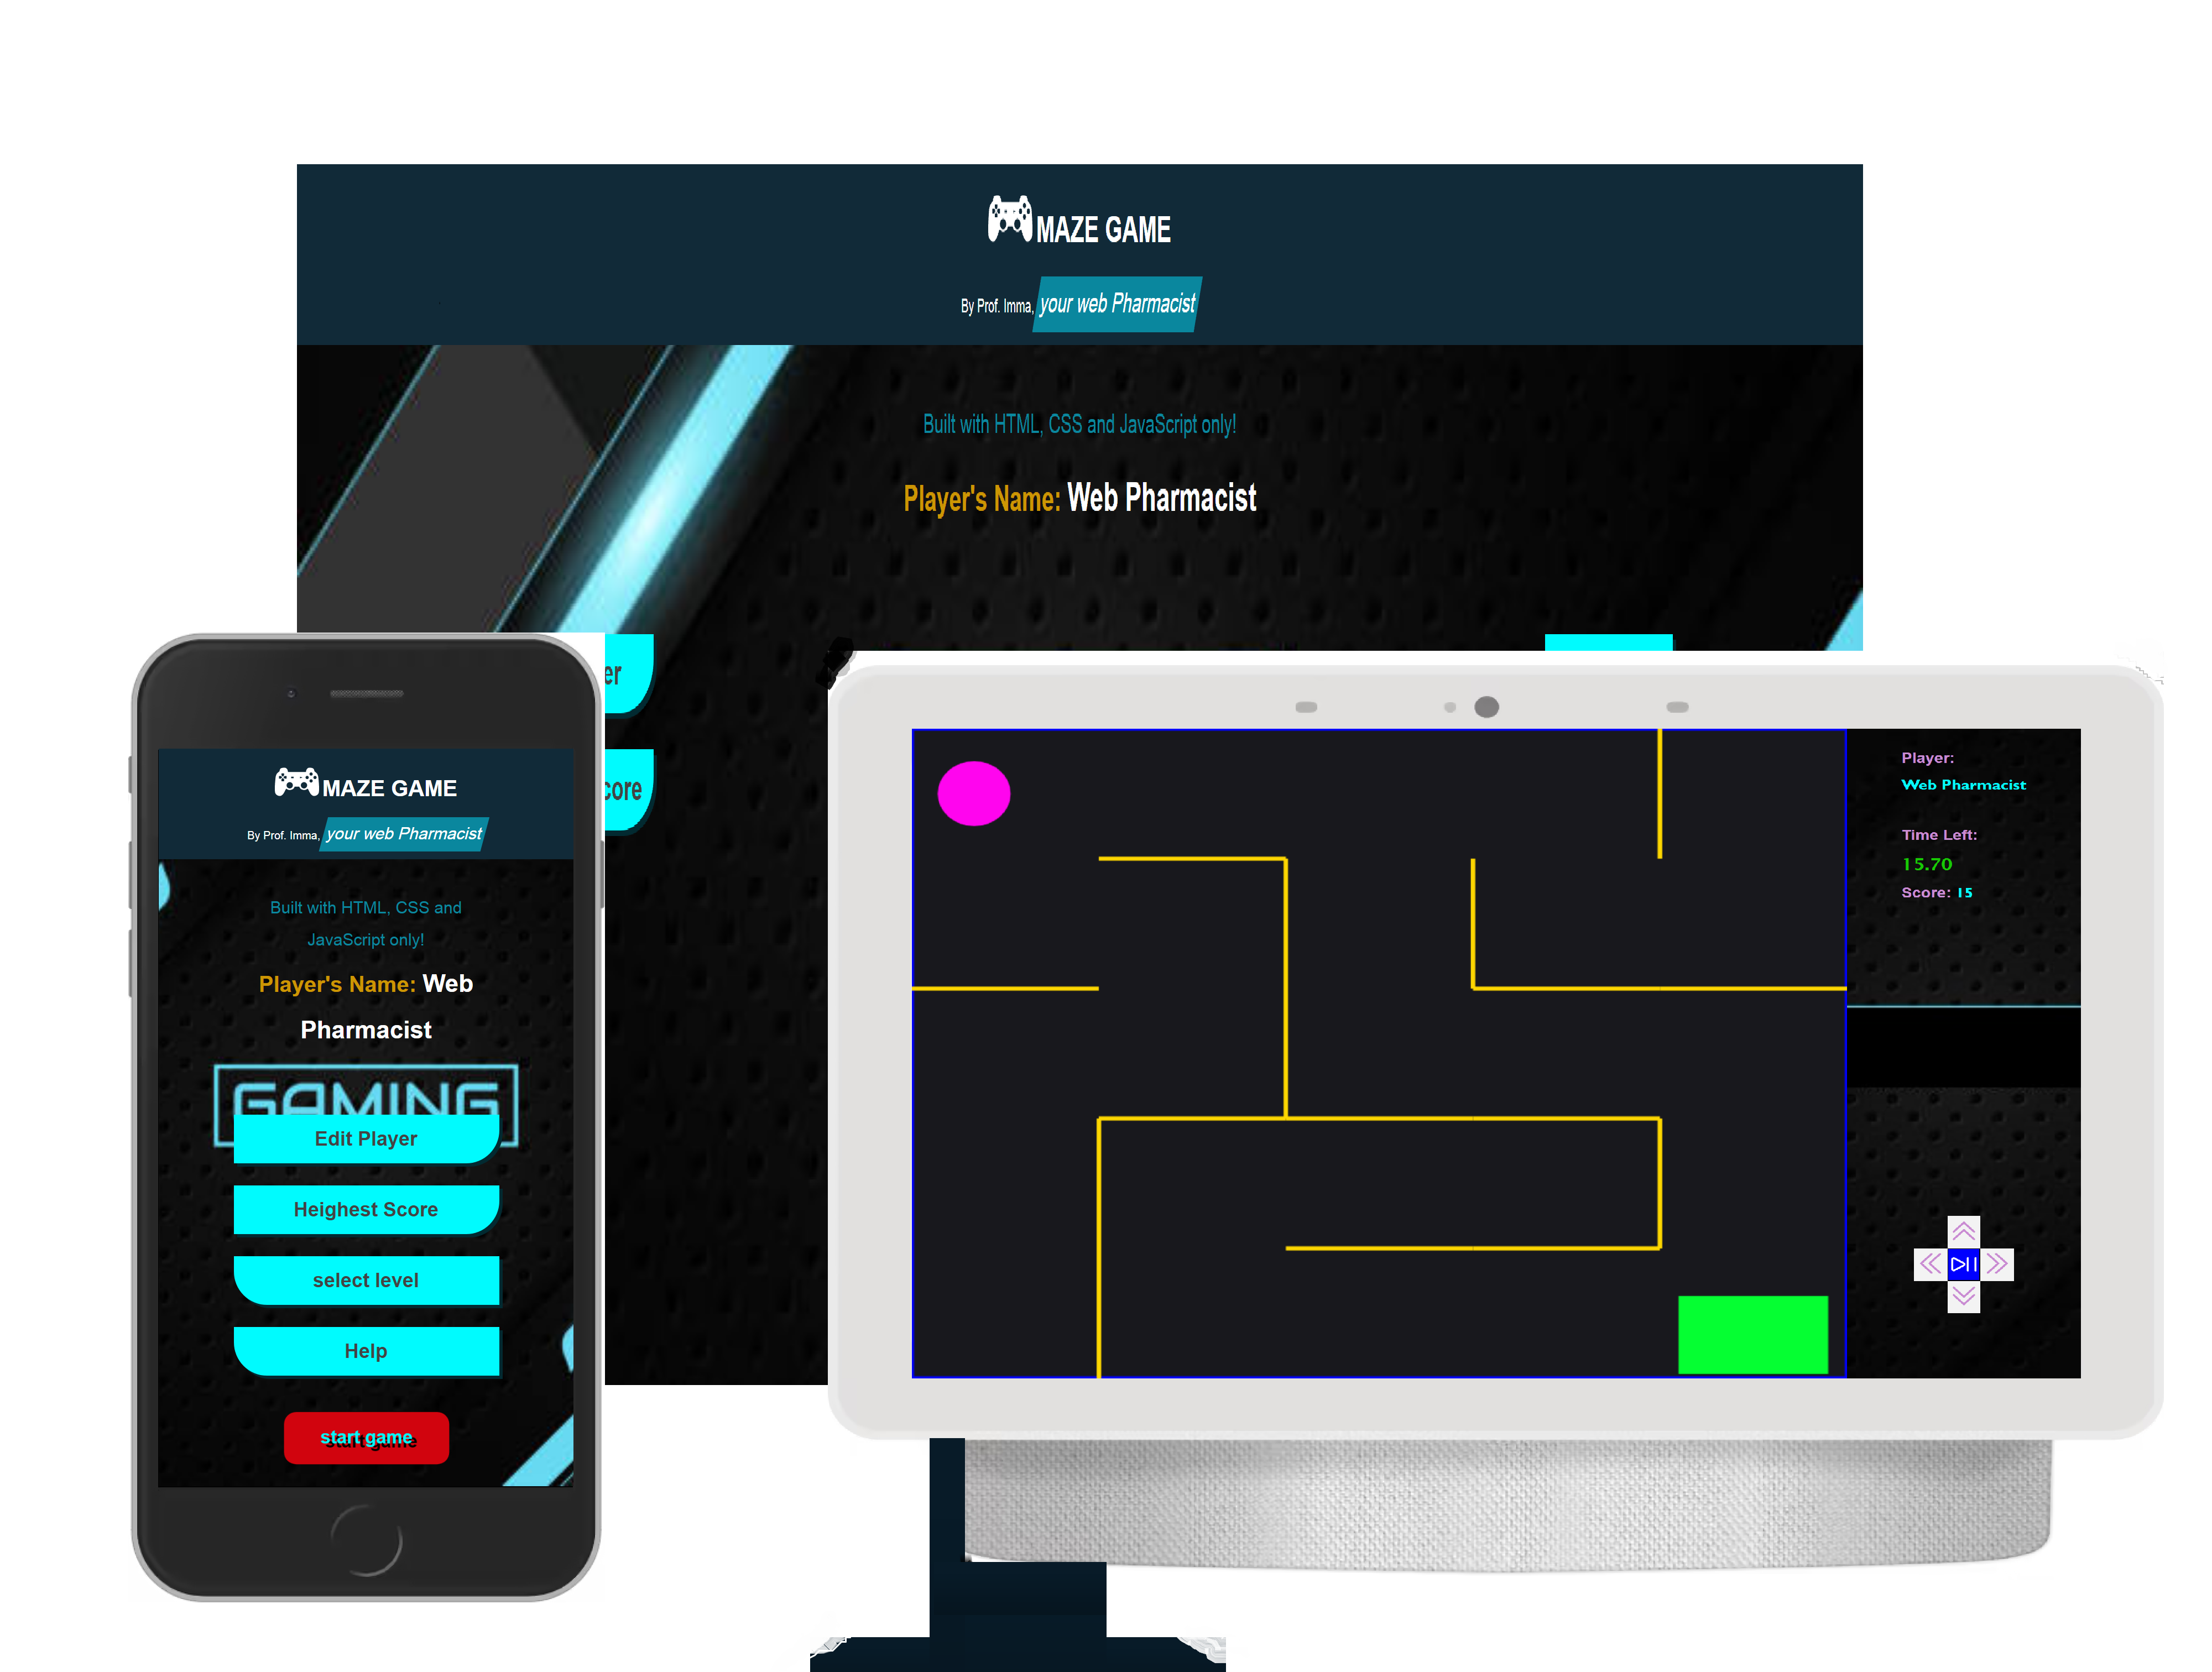 MAZE GAME
By Prof. Imma, your web Pharmacist
Built with HTML, CSS and JavaScript only!
Player's Name: Web Pharmacist
er
core
MAZE GAME
By Prof. Imma, your web Pharmacist
Built with HTML, CSS and
JavaScript only!
Player's Name: Web
Pharmacist
GAMING
Edit Player
Heighest Score
select level
Help
start game
Player:
Web Pharmacist
Time Left:
15.70
Score: 15